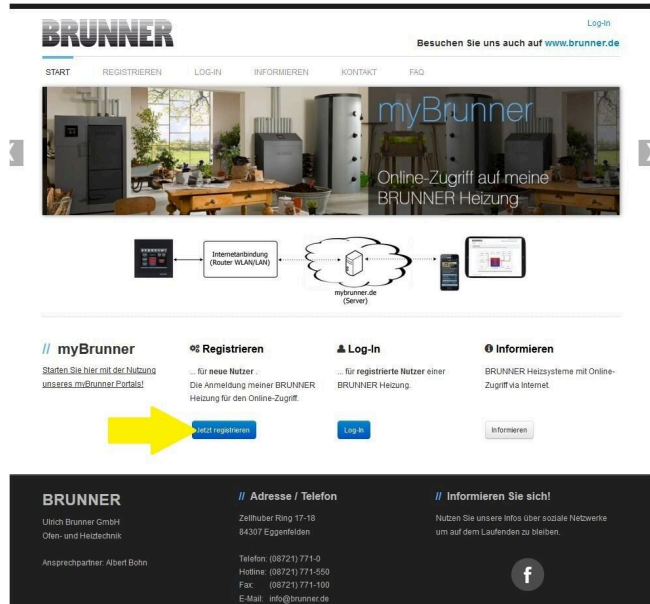 BRUNNER
Log-In
Besuchen Sie uns auch auf www.brunner.de
START REGISTRIEREN LOG-IN INFORMIEREN KONTAKT FAQ
myBrunner
Online-Zugriff auf meine
BRUNNER Heizung
Internetanbindung
(Router WLAN/LAN)
mybrunner.de
(Server)
// myBrunner
Starten Sie hier mit der Nutzung
unseres myBrunner Portals!
Registrieren
... für neue Nutzer .
Die Anmeldung meiner BRUNNER
Heizung für den Online-Zugriff.
Jetzt registrieren
Log-In
... für registrierte Nutzer einer
BRUNNER Heizung.
Log-In
Informieren
BRUNNER Heizsysteme mit Online-
Zugriff via Internet.
Informieren
BRUNNER
Ulrich Brunner GmbH
Ofen- und Heiztechnik
Ansprechpartner: Albert Bohn
// Adresse / Telefon
Zellhuber Ring 17-18
84307 Eggenfelden
Telefon: (08721) 771-0
Hotline: (08721) 771-550
Fax: (08721) 771-100
E-Mail: info@brunner.de
// Informieren Sie sich!
Nutzen Sie unsere Infos über soziale Netzwerke
um auf dem Laufenden zu bleiben.
f